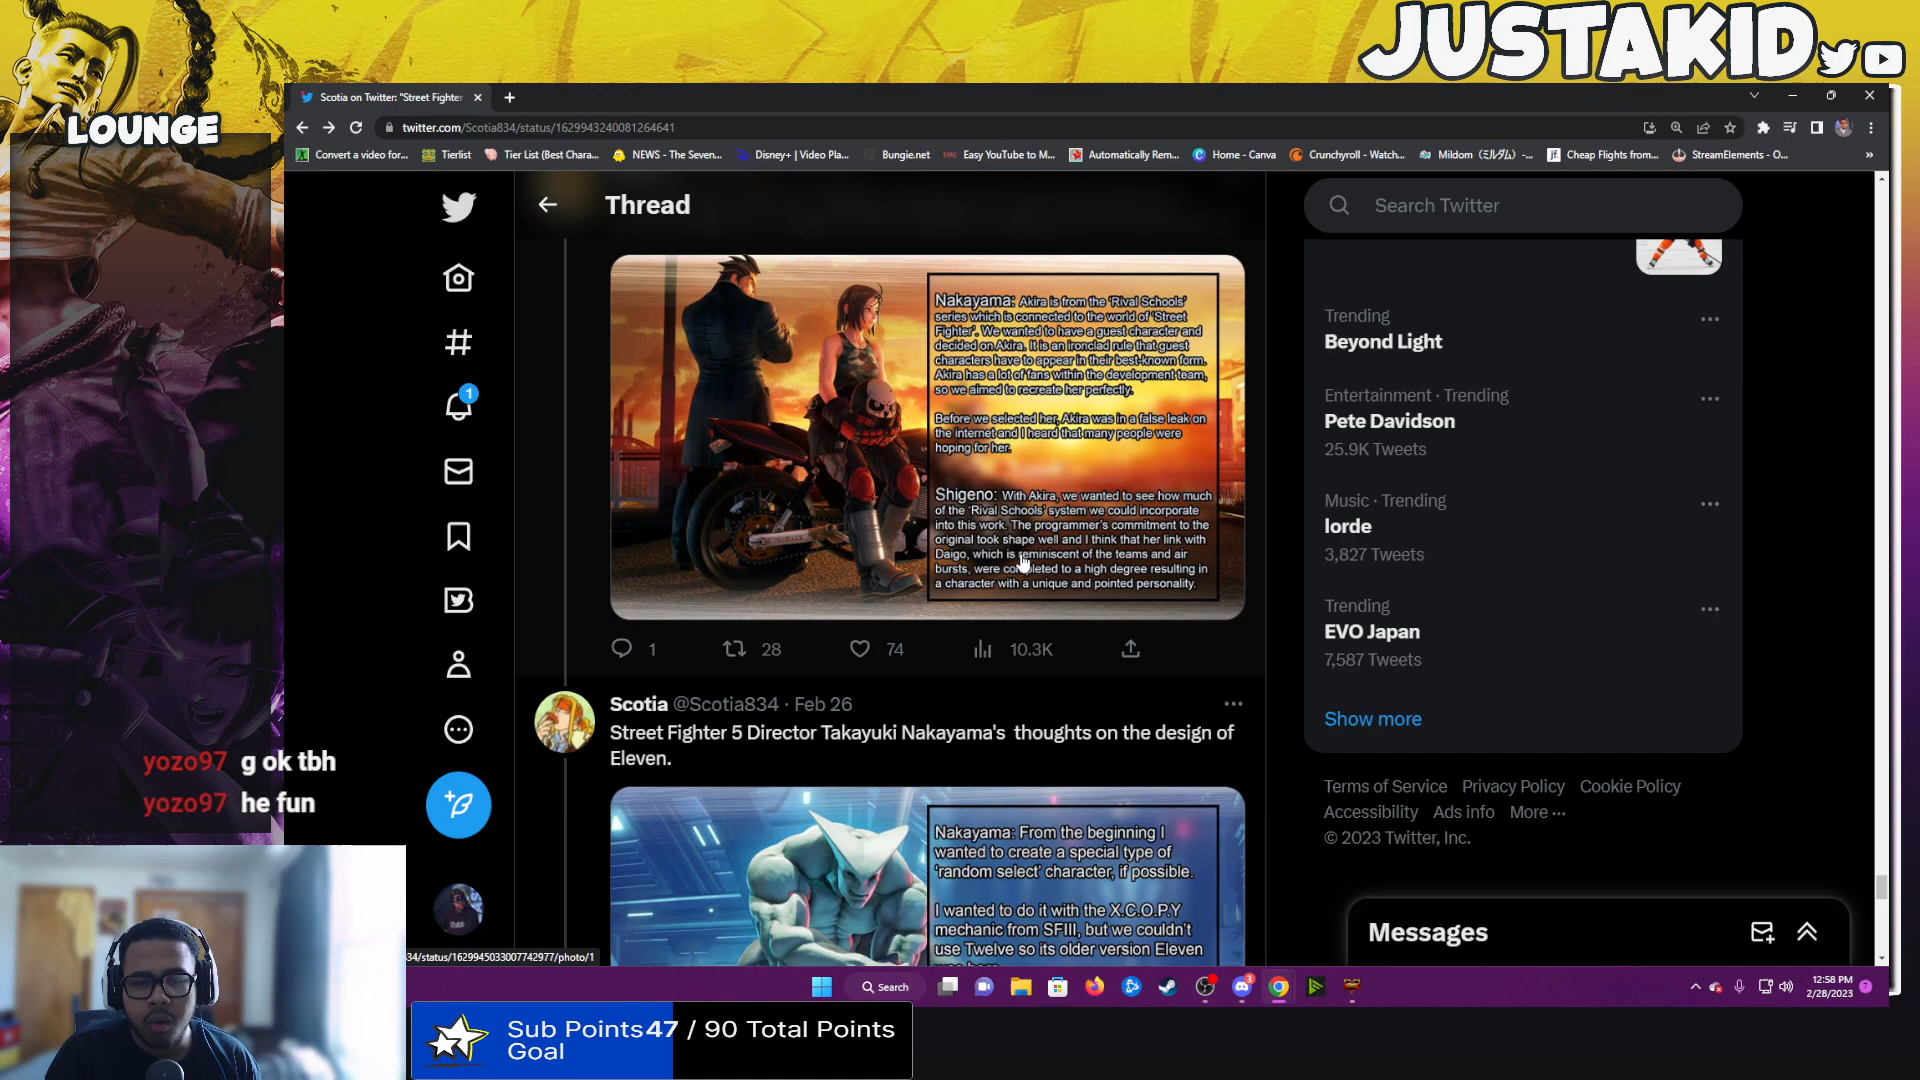 JUSTAKID
LOUNGE
Scotia on Twitter: "Street Fighter
twitter.com/Scotia834/status/1629943240081264641
Convert a video for...
Tierlist
Tier List (Best Chara...
NEWS - The Seven...
Disney+ | Video Pla...
Bungie.net
Easy YouTube to M...
Automatically Rem...
Home - Canva
Crunchyroll - Watch...
Mildom (ミルダム) -...
Cheap Flights from...
StreamElements - O...
»
Thread
Search Twitter
1
Nakayama: Akira is from the 'Rival Schools'
series which is connected to the world of 'Street
Fighter'. We wanted to have a guest character and
decided on Akira. It is an ironclad rule that guest
characters have to appear in their best-known form.
Akira has a lot of fans within the development team,
so we aimed to recreate her perfectly.
Before we selected her, Akira was in a false leak on
the internet and I heard that many people were
hoping for her.
Shigeno: With Akira, we wanted to see how much
of the 'Rival Schools' system we could incorporate
into this work. The programmer's commitment to the
original took shape well and I think that her link with
Daigo, which is reminiscent of the teams and air
bursts, were completed to a high degree resulting in
a character with a unique and pointed personality.
1
28
74
10.3K
Scotia @Scotia834 · Feb 26
Street Fighter 5 Director Takayuki Nakayama's thoughts on the design of
Eleven.
Nakayama: From the beginning I
wanted to create a special type of
'random select' character, if possible.
I wanted to do it with the X.C.O.P.Y
mechanic from SFIII, but we couldn't
use Twelve so its older version Eleven
Trending
Beyond Light
Entertainment · Trending
Pete Davidson
25.9K Tweets
Music · Trending
lorde
3,827 Tweets
Trending
EVO Japan
7,587 Tweets
Show more
Terms of Service Privacy Policy Cookie Policy
Accessibility Ads info More ···
© 2023 Twitter, Inc.
Messages
yozo97 g ok tbh
yozo97 he fun
34/status/1629945033007742977/photo/1
Search
3
12:58 PM
2/28/2023
7
Sub Points 47 / 90 Total Points
Goal